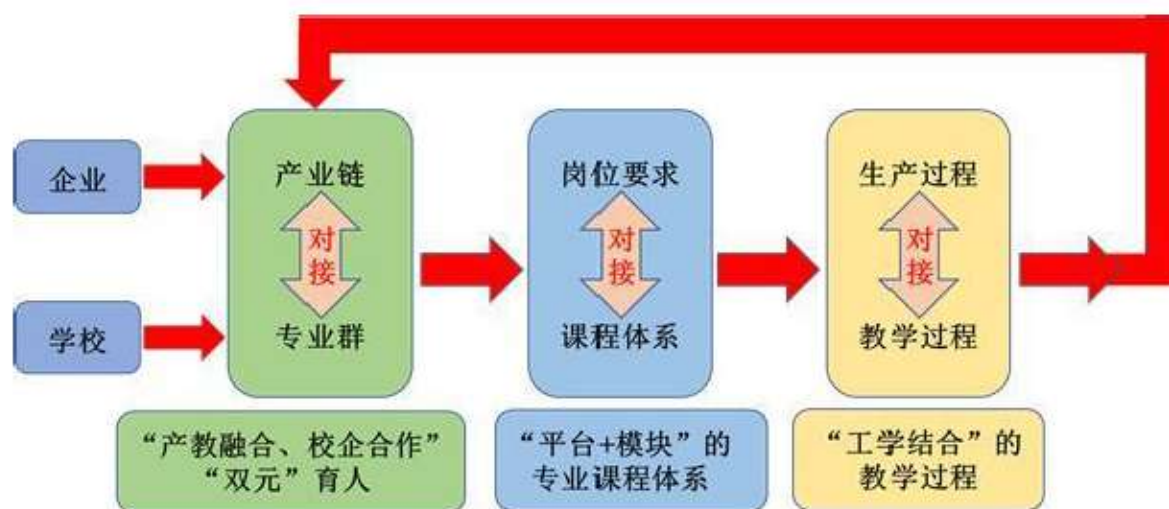 企业
学校
产业链
对接
专业群
岗位要求
对接
课程体系
生产过程
对接
教学过程
“产教融合、校企合作”
“双元”育人
“平台+模块”的
专业课程体系
“工学结合”的
教学过程